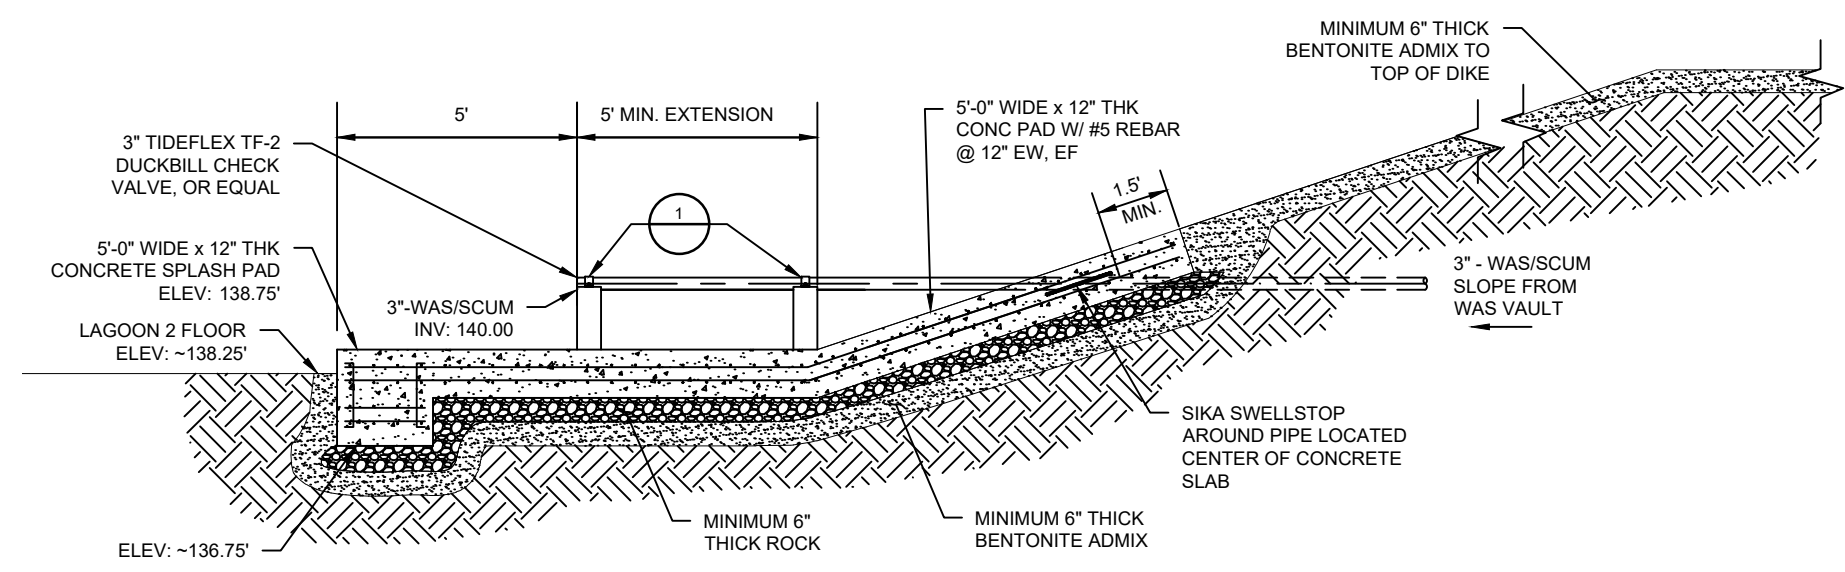 MINIMUM 6" THICK
BENTONITE ADMIX TO
TOP OF DIKE
5'
5' MIN. EXTENSION
5'-0" WIDE x 12" THK
CONC PAD W/ #5 REBAR
@ 12" EW, EF
3" TIDEFLEX TF-2
DUCKBILL CHECK
VALVE, OR EQUAL
1.5'
MIN.
1
5'-0" WIDE x 12" THK
CONCRETE SPLASH PAD
ELEV: 138.75'
3"-WAS/SCUM
INV: 140.00
3" - WAS/SCUM
SLOPE FROM
WAS VAULT
LAGOON 2 FLOOR
ELEV: ~138.25'
SIKA SWELLSTOP
AROUND PIPE LOCATED
CENTER OF CONCRETE
SLAB
ELEV: ~136.75'
MINIMUM 6"
THICK ROCK
MINIMUM 6" THICK
BENTONITE ADMIX